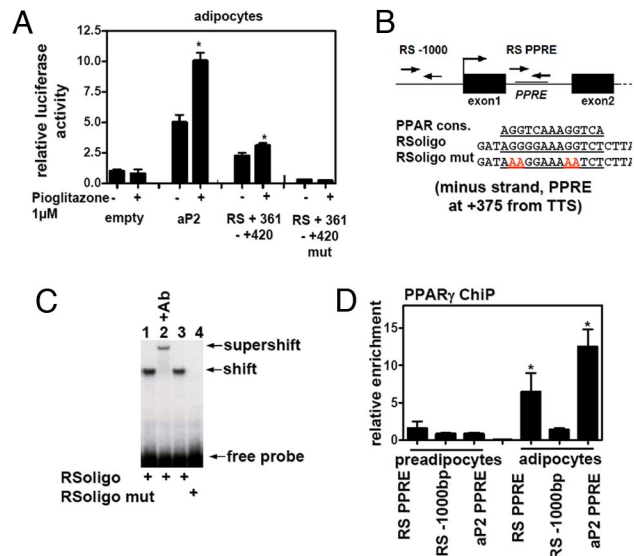 A
adipocytes
relative luciferase
activity
12.5
10.0
7.5
5.0
2.5
0.0
*
*
Pioglitazone - + - + - + - +
1µM
empty aP2 RS + 361 RS + 361
- +420 - +420
mut
B
RS -1000 RS PPRE
exon1 PPRE exon2
PPAR cons. AGGTCAAAGGTCA
RSoligo GATAGGGGAAAGGTCTCTTA
RSoligo mut GATAAAGGAAAAATCTCTTA
(minus strand, PPRE
at +375 from TTS)
C
+Ab
1 2 3 4
supershift
shift
free probe
RSoligo + + +
RSoligo mut +
D
PPARγ ChiP
relative enrichment
15
10
5
0
*
*
preadipocytes adipocytes
RS PPRE
RS -1000bp
aP2 PPRE
RS PPRE
RS -1000bp
aP2 PPRE